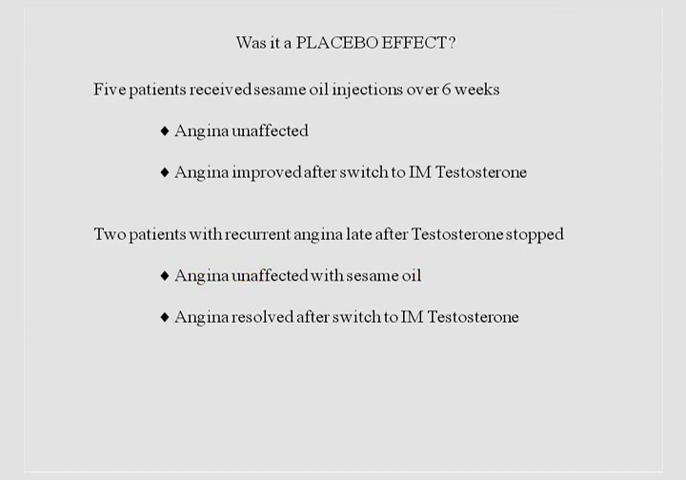 Was it a PLACEBO EFFECT?
Five patients received sesame oil injections over 6 weeks
♦ Angina unaffected
♦ Angina improved after switch to IM Testosterone
Two patients with recurrent angina late after Testosterone stopped
♦ Angina unaffected with sesame oil
♦ Angina resolved after switch to IM Testosterone